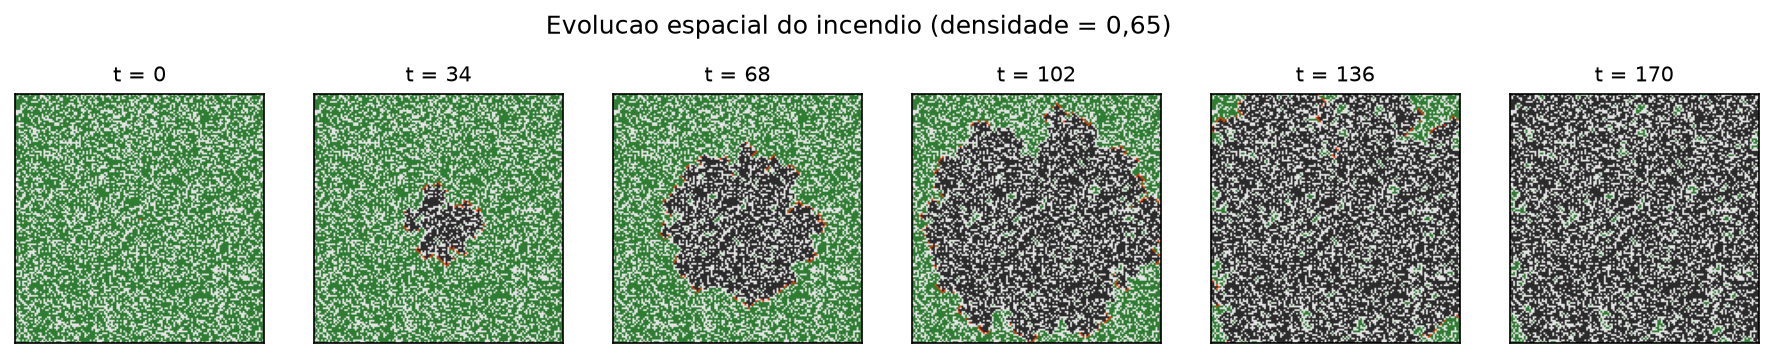 Evolucao espacial do incendio (densidade = 0,65)
t = 0
t = 34
t = 68
t = 102
t = 136
t = 170